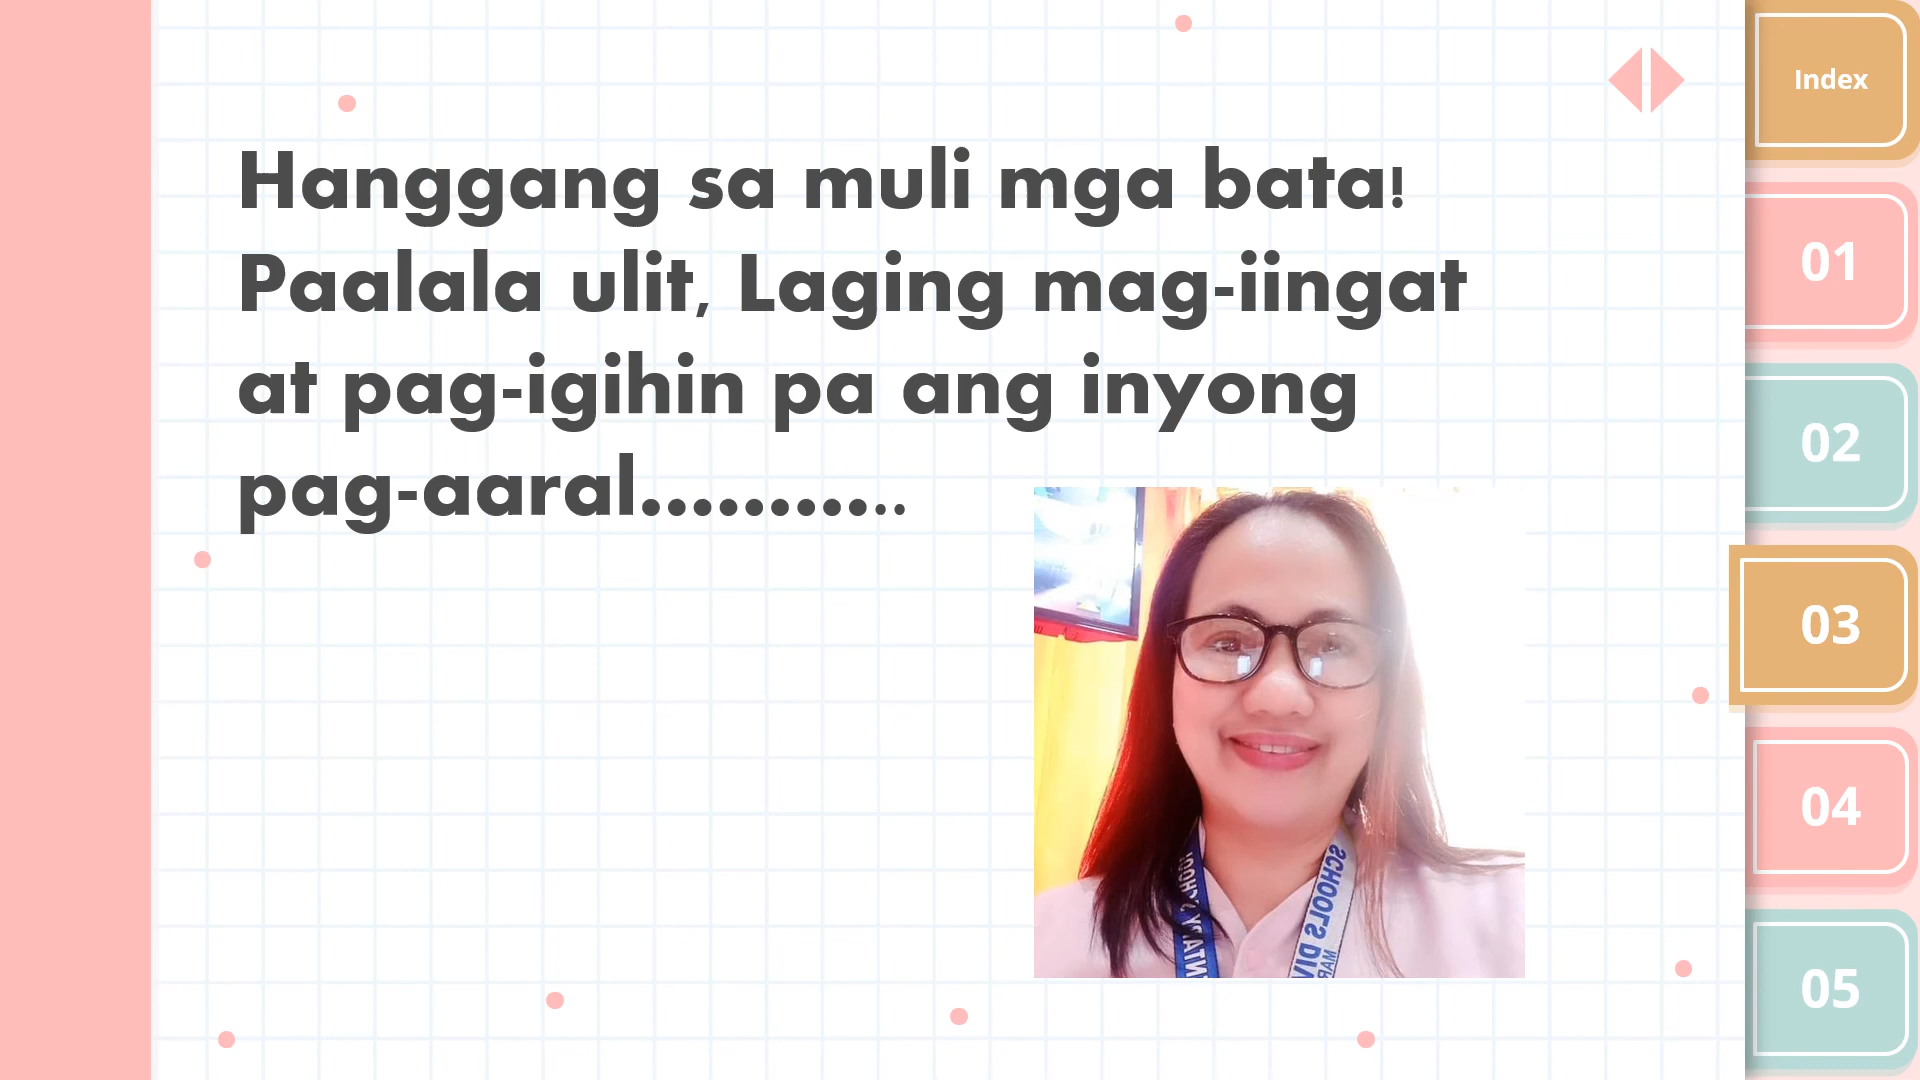 Index
Hanggang sa muli mga bata!
Paalala ulit, Laging mag-iingat
at pag-igihin pa ang inyong
pag-aaral...........
01
02
03
04
05
SCHOOLS DIV